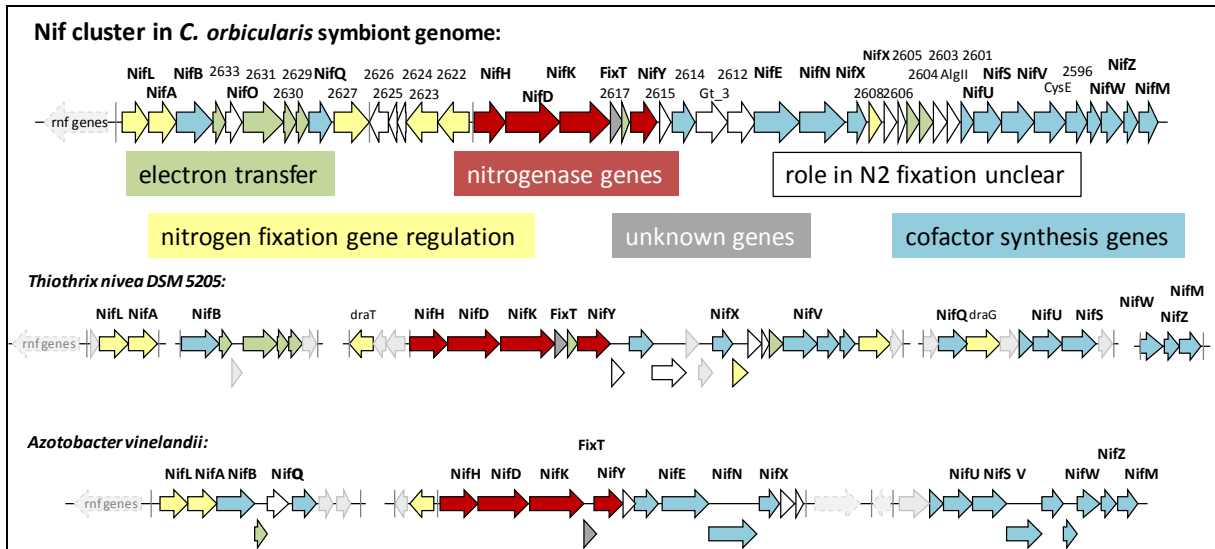 Nif cluster in C. orbicularis symbiont genome:
2633 2629 2626 2624 2622 NifX 2605 2603 2601 NifZ
NifL NifB 2631 NifQ NifH NifK FixT NifY 2614 2612 NifE NifN NifX AlgII NifS NifV 2596
NifA NifO 2630 2627 2625 2623 NifD 2617 2615 Gt_3 2608 2606 2604 NifU CysE NifW NifM
rnf genes
electron transfer nitrogenase genes role in N2 fixation unclear
nitrogen fixation gene regulation unknown genes cofactor synthesis genes
Thiothrix nivea DSM 5205:
NifL NifA NifB draT NifH NifD NifK FixT NifY NifX NifV NifQ draG NifU NifS NifW NifZ NifM
rnf genes
Azotobacter vinelandii:
FixT NifZ
NifL NifA NifB NifQ NifH NifD NifK NifY NifE NifN NifX NifU NifS V NifW NifM
rnf genes